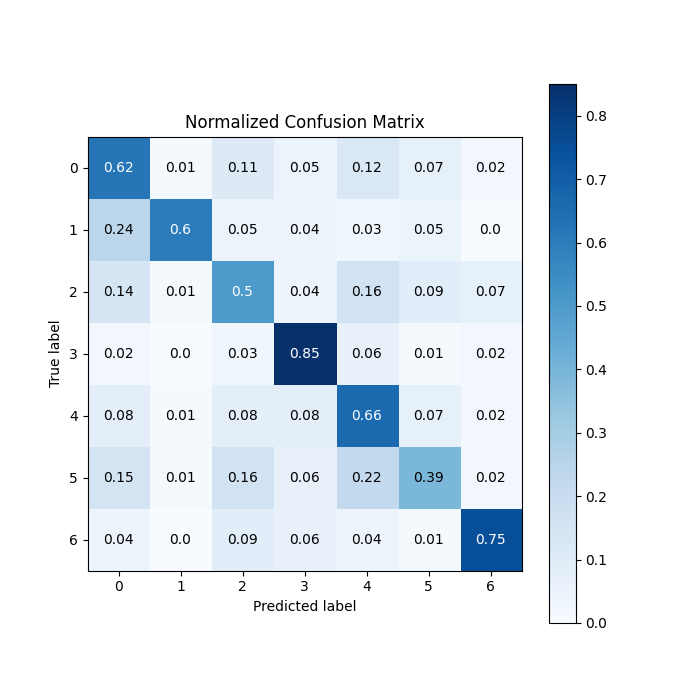 Normalized Confusion Matrix
True label
0 0.62 0.01 0.11 0.05 0.12 0.07 0.02
1 0.24 0.6 0.05 0.04 0.03 0.05 0.0
2 0.14 0.01 0.5 0.04 0.16 0.09 0.07
3 0.02 0.0 0.03 0.85 0.06 0.01 0.02
4 0.08 0.01 0.08 0.08 0.66 0.07 0.02
5 0.15 0.01 0.16 0.06 0.22 0.39 0.02
6 0.04 0.0 0.09 0.06 0.04 0.01 0.75
0 1 2 3 4 5 6
Predicted label
0.8
0.7
0.6
0.5
0.4
0.3
0.2
0.1
0.0